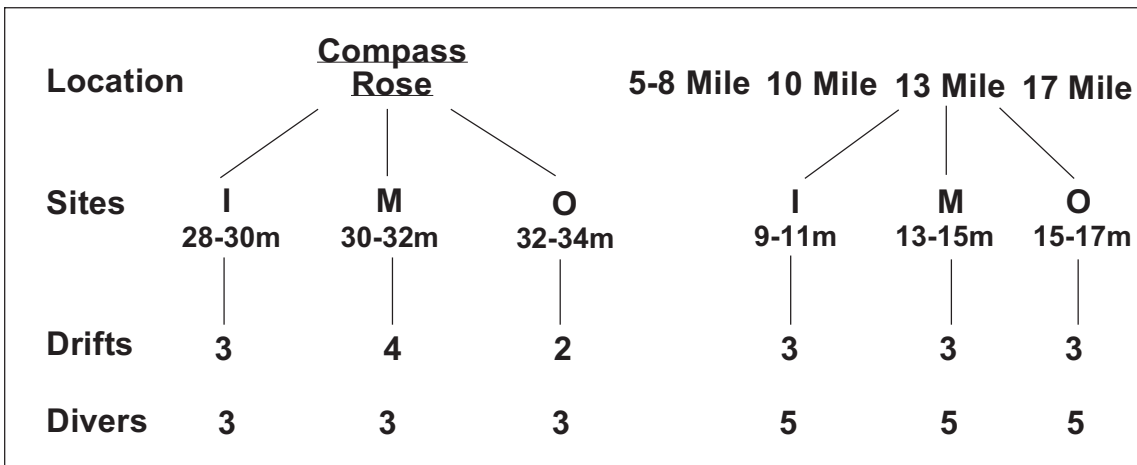 Location Compass Rose 5-8 Mile 10 Mile 13 Mile 17 Mile
Sites I M O I M O
28-30m 30-32m 32-34m 9-11m 13-15m 15-17m
Drifts 3 4 2 3 3 3
Divers 3 3 3 5 5 5